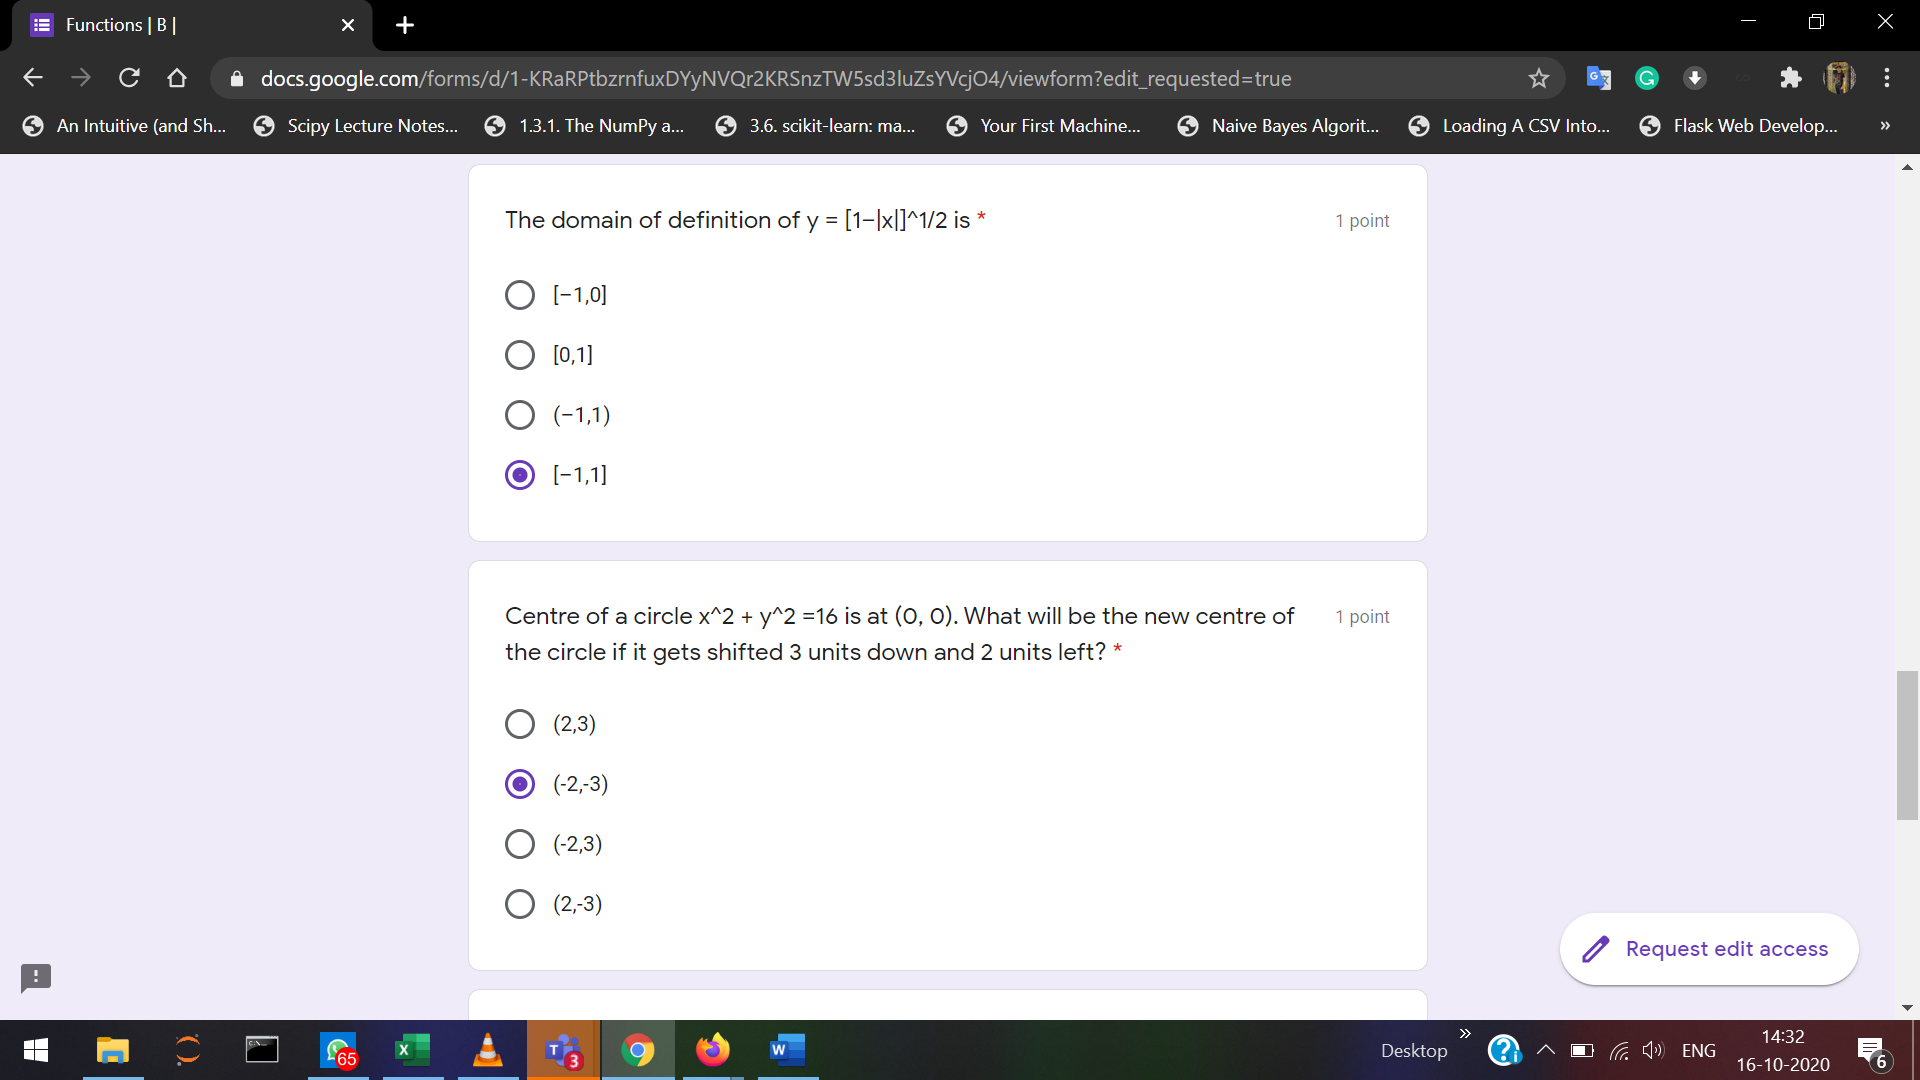 Functions | B |
docs.google.com/forms/d/1-KRaRPtbzrnfuxDYyNVQr2KRSnzTW5sd3IuZsYVcjO4/viewform?edit_requested=true
An Intuitive (and Sh... Scipy Lecture Notes... 1.3.1. The NumPy a... 3.6. scikit-learn: ma... Your First Machine... Naive Bayes Algorit... Loading A CSV Into... Flask Web Develop... »
The domain of definition of y = [1−|x|]^1/2 is * 1 point
[−1,0]
[0,1]
(−1,1)
[−1,1]
Centre of a circle x^2 + y^2 =16 is at (0, 0). What will be the new centre of 1 point
the circle if it gets shifted 3 units down and 2 units left? *
(2,3)
(-2,-3)
(-2,3)
(2,-3)
Request edit access
65 3 Desktop » ENG 14:32
16-10-2020 6